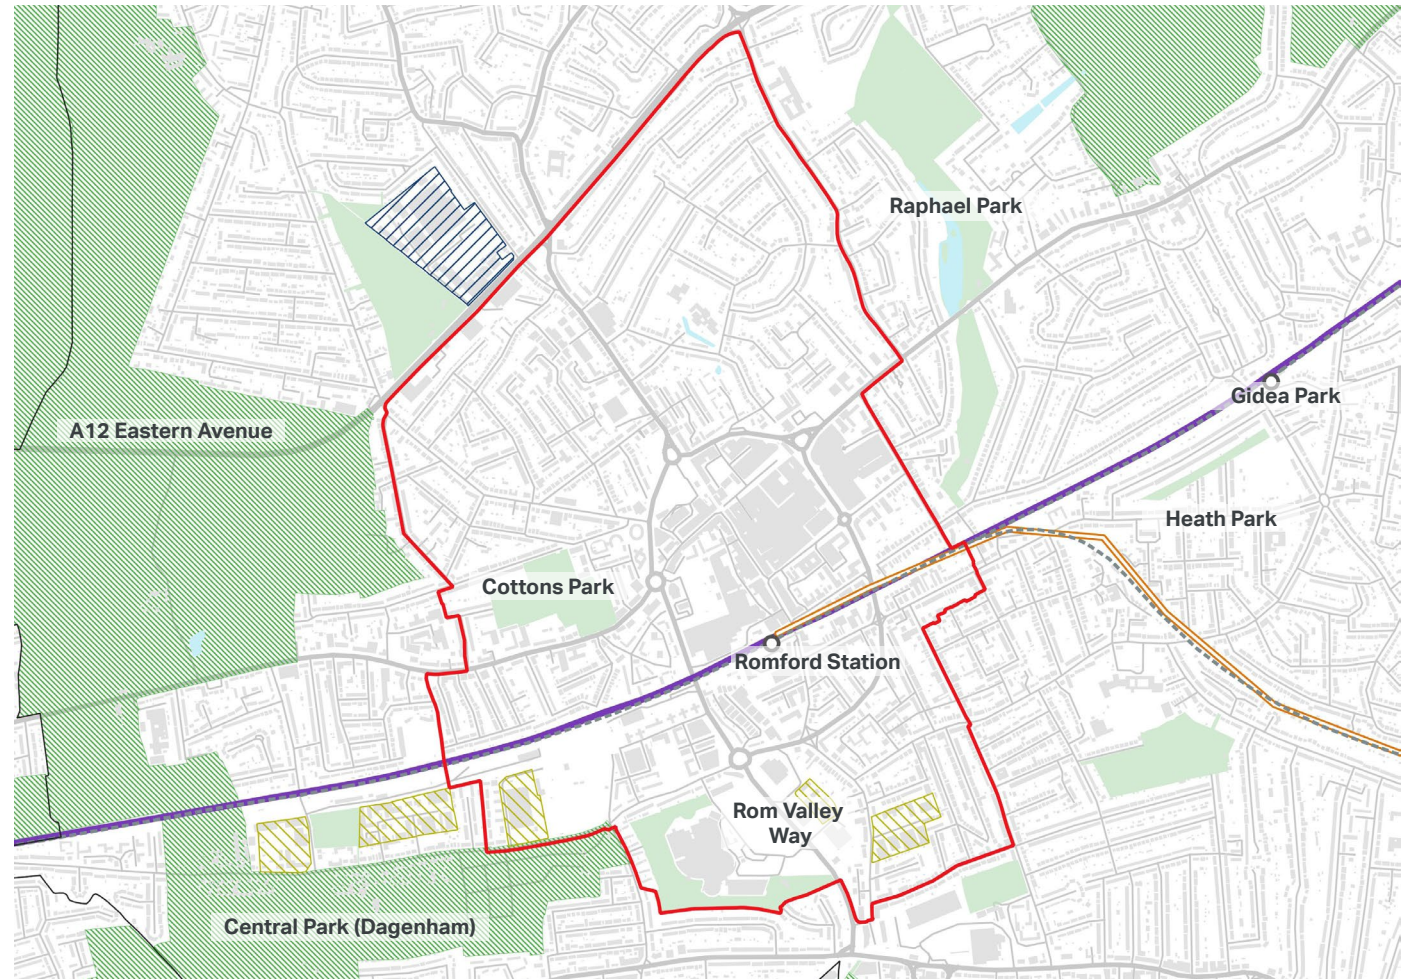 Raphael Park
Gidea Park
A12 Eastern Avenue
Heath Park
Cottons Park
Romford Station
Rom Valley
Way
Central Park (Dagenham)